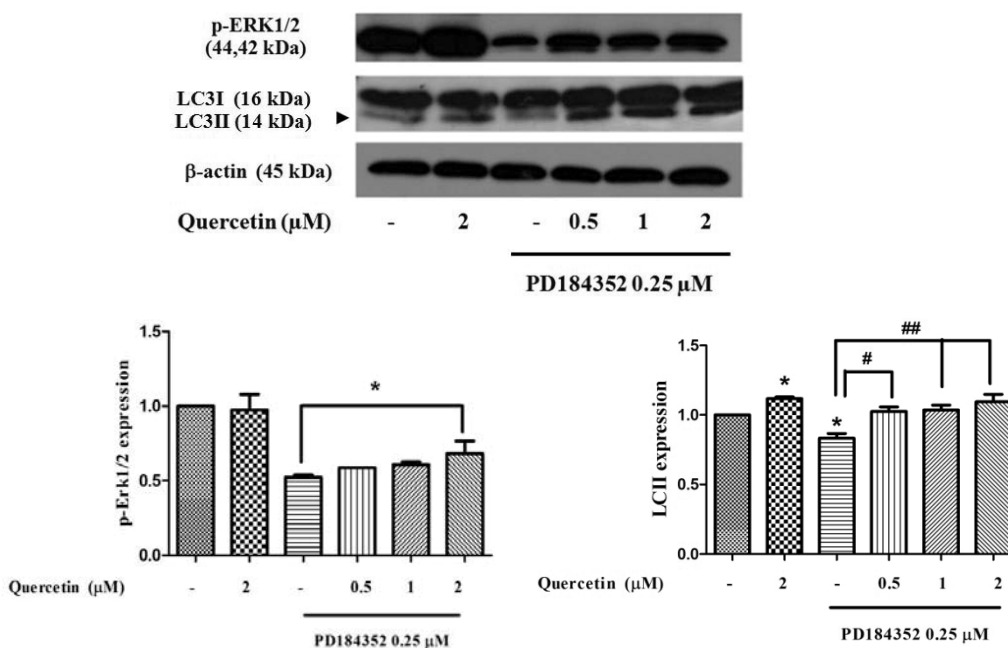 p-ERK1/2
(44,42 kDa)
LC3I (16 kDa)
LC3II (14 kDa)
β-actin (45 kDa)
Quercetin (μM) - 2 - 0.5 1 2
PD184352 0.25 μM
1.5
1.0
0.5
0.0
p-Erk1/2 expression
*
Quercetin (μM) - 2 - 0.5 1 2
PD184352 0.25 μM
1.5
1.0
0.5
0.0
LCII expression
##
#
*
*
Quercetin (μM) - 2 - 0.5 1 2
PD184352 0.25 μM